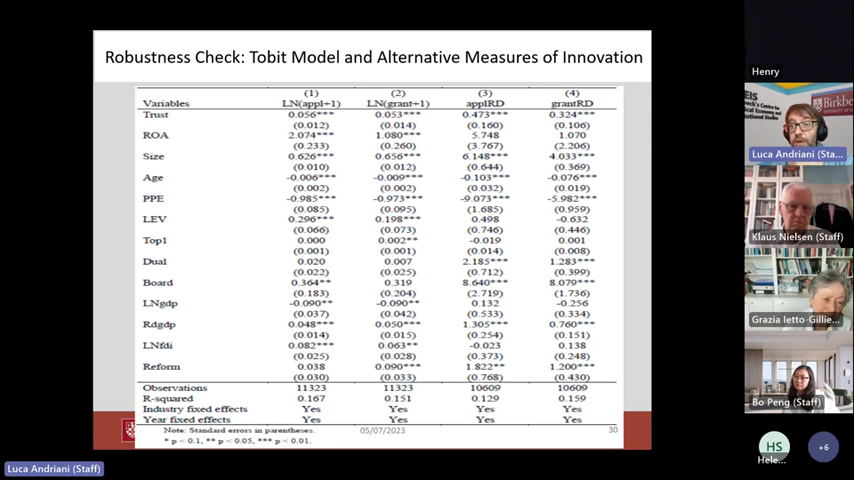 Robustness Check: Tobit Model and Alternative Measures of Innovation
(1) (2) (3) (4)
Variables LN(appl+1) LN(grant+1) applRD grantRD
Trust 0.056*** 0.053*** 0.473*** 0.324***
(0.012) (0.014) (0.160) (0.106)
ROA 2.074*** 1.080*** 5.748 1.070
(0.233) (0.260) (3.767) (2.206)
Size 0.626*** 0.656*** 6.148*** 4.033***
(0.010) (0.012) (0.644) (0.369)
Age -0.006*** -0.009*** -0.103*** -0.076***
(0.002) (0.002) (0.032) (0.019)
PPE -0.985*** -0.973*** -9.073*** -5.982***
(0.085) (0.095) (1.685) (0.959)
LEV 0.296*** 0.198*** 0.498 -0.632
(0.066) (0.073) (0.746) (0.446)
Top1 0.000 0.002** -0.019 0.001
(0.001) (0.001) (0.014) (0.008)
Dual 0.020 0.007 2.185*** 1.283***
(0.022) (0.025) (0.712) (0.399)
Board 0.364** 0.319 8.640*** 8.079***
(0.183) (0.204) (2.719) (1.736)
LNgdp -0.090** -0.090** 0.132 -0.256
(0.037) (0.042) (0.533) (0.334)
Rdgdp 0.048*** 0.050*** 1.305*** 0.760***
(0.014) (0.015) (0.254) (0.151)
LNfdi 0.082*** 0.063** -0.023 0.138
(0.025) (0.028) (0.373) (0.248)
Reform 0.038 0.090*** 1.822** 1.200***
(0.030) (0.033) (0.768) (0.430)
Observations 11323 11323 10609 10609
R-squared 0.167 0.151 0.129 0.159
Industry fixed effects Yes Yes Yes Yes
Year fixed effects Yes Yes Yes Yes
Note: Standard errors in parentheses.
* p < 0.1, ** p < 0.05, *** p < 0.01.
05/07/2023
30
Luca Andriani (Staff)
Henry
Birkbe
Luca Andriani (Sta...
Klaus Nielsen (Staff)
Grazia Ietto-Gillie...
Bo Peng (Staff)
HS
Hele...
+6